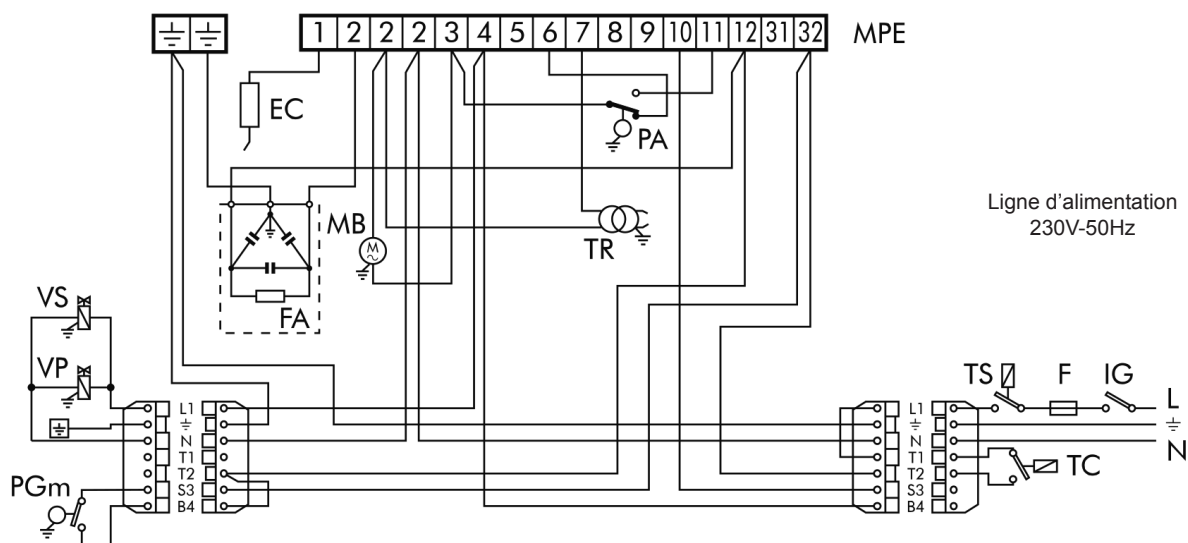 1 2 2 2 3 4 5 6 7 8 9 10 11 12 31 32 MPE
EC
PA
Ligne d'alimentation
230V-50Hz
MB
M
TR
FA
VS
VP
TS F IG
L
N
TC
PGm
L1
N
T1
T2
S3
B4
L1
N
T1
T2
S3
B4